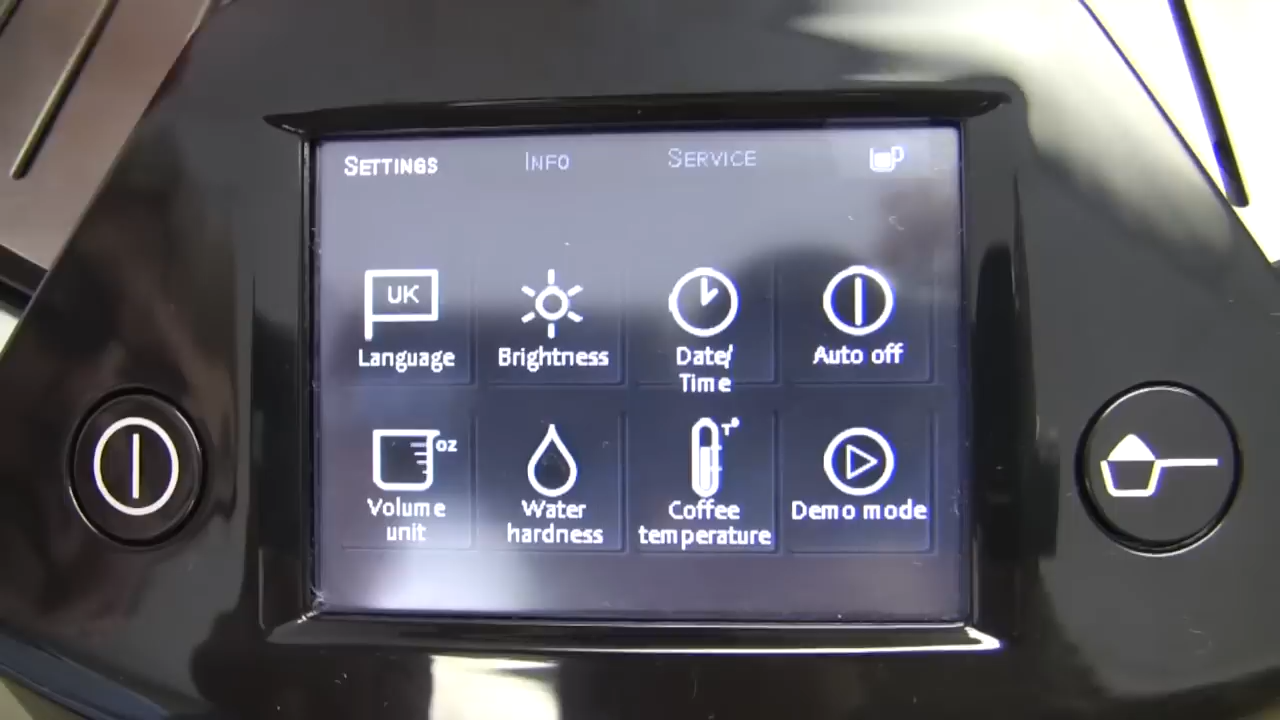 SETTINGS INFO SERVICE
UK
Language Brightness Date/ Time Auto off
oz T°
Volume unit Water hardness Coffee temperature Demo mode